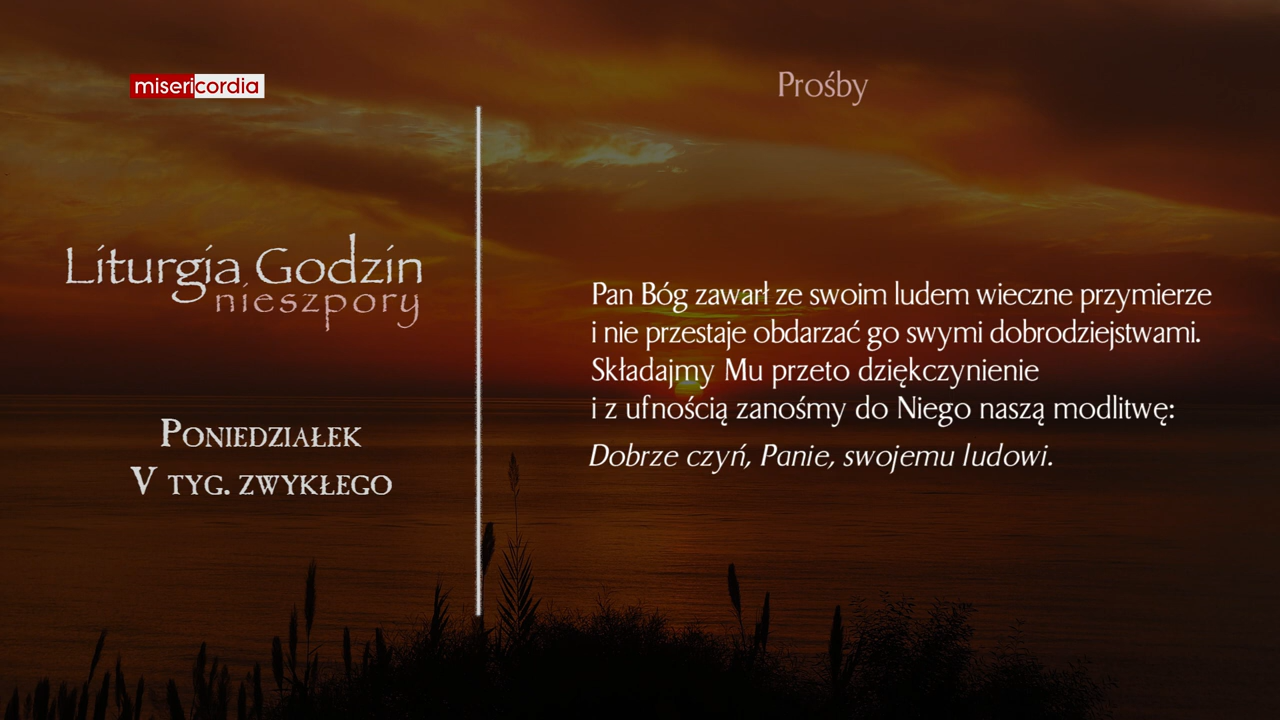 misericordia
Prośby
Liturgia Godzin
nieszpory
Poniedziałek
V tyg. zwykłego
Pan Bóg zawarł ze swoim ludem wieczne przymierze
i nie przestaje obdarzać go swymi dobrodziejstwami.
Składajmy Mu przeto dziękczynienie
i z ufnością zanośmy do Niego naszą modlitwę:
Dobrze czyń, Panie, swojemu ludowi.